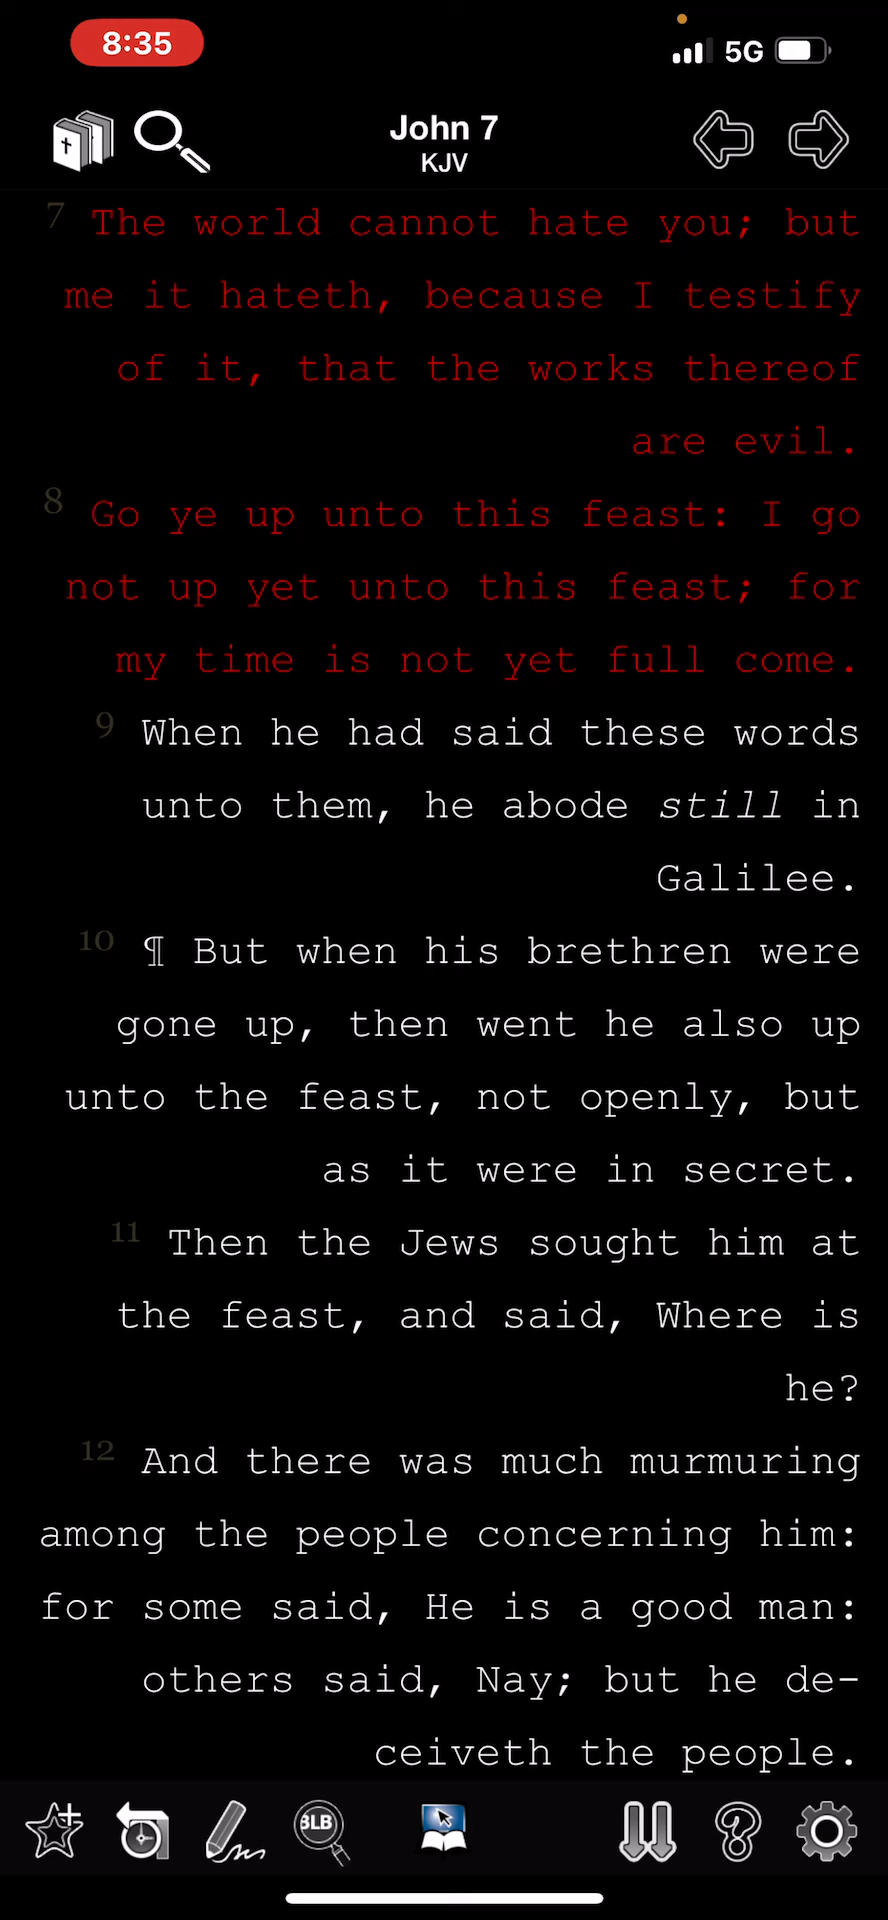 8:35
5G
John 7
KJV
7 The world cannot hate you; but
me it hateth, because I testify
of it, that the works thereof
are evil.
8 Go ye up unto this feast: I go
not up yet unto this feast; for
my time is not yet full come.
9 When he had said these words
unto them, he abode still in
Galilee.
10 ¶ But when his brethren were
gone up, then went he also up
unto the feast, not openly, but
as it were in secret.
11 Then the Jews sought him at
the feast, and said, Where is
he?
12 And there was much murmuring
among the people concerning him:
for some said, He is a good man:
others said, Nay; but he de-
ceiveth the people.
BLB